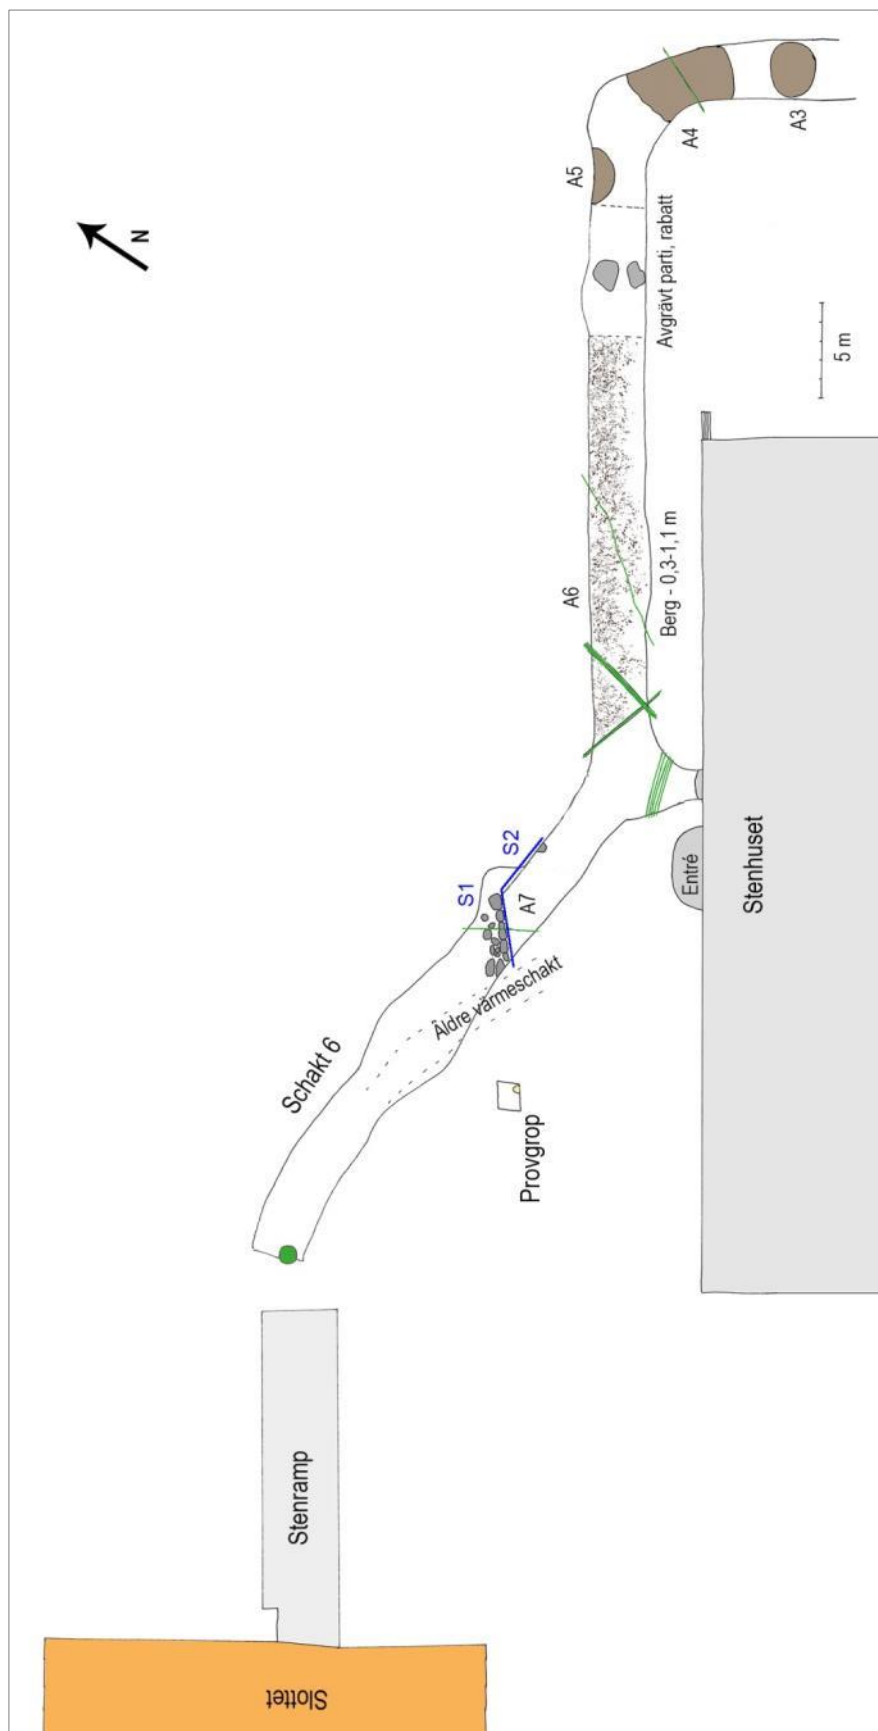 N
A5
A4
A3
Avgrävt parti, rabatt
5 m
A6
Berg - 0,3-1,1 m
S2
S1
A7
Entré
Stenhuset
Äldre värmeschakt
Schakt 6
Provgrop
Stenramp
Slottet